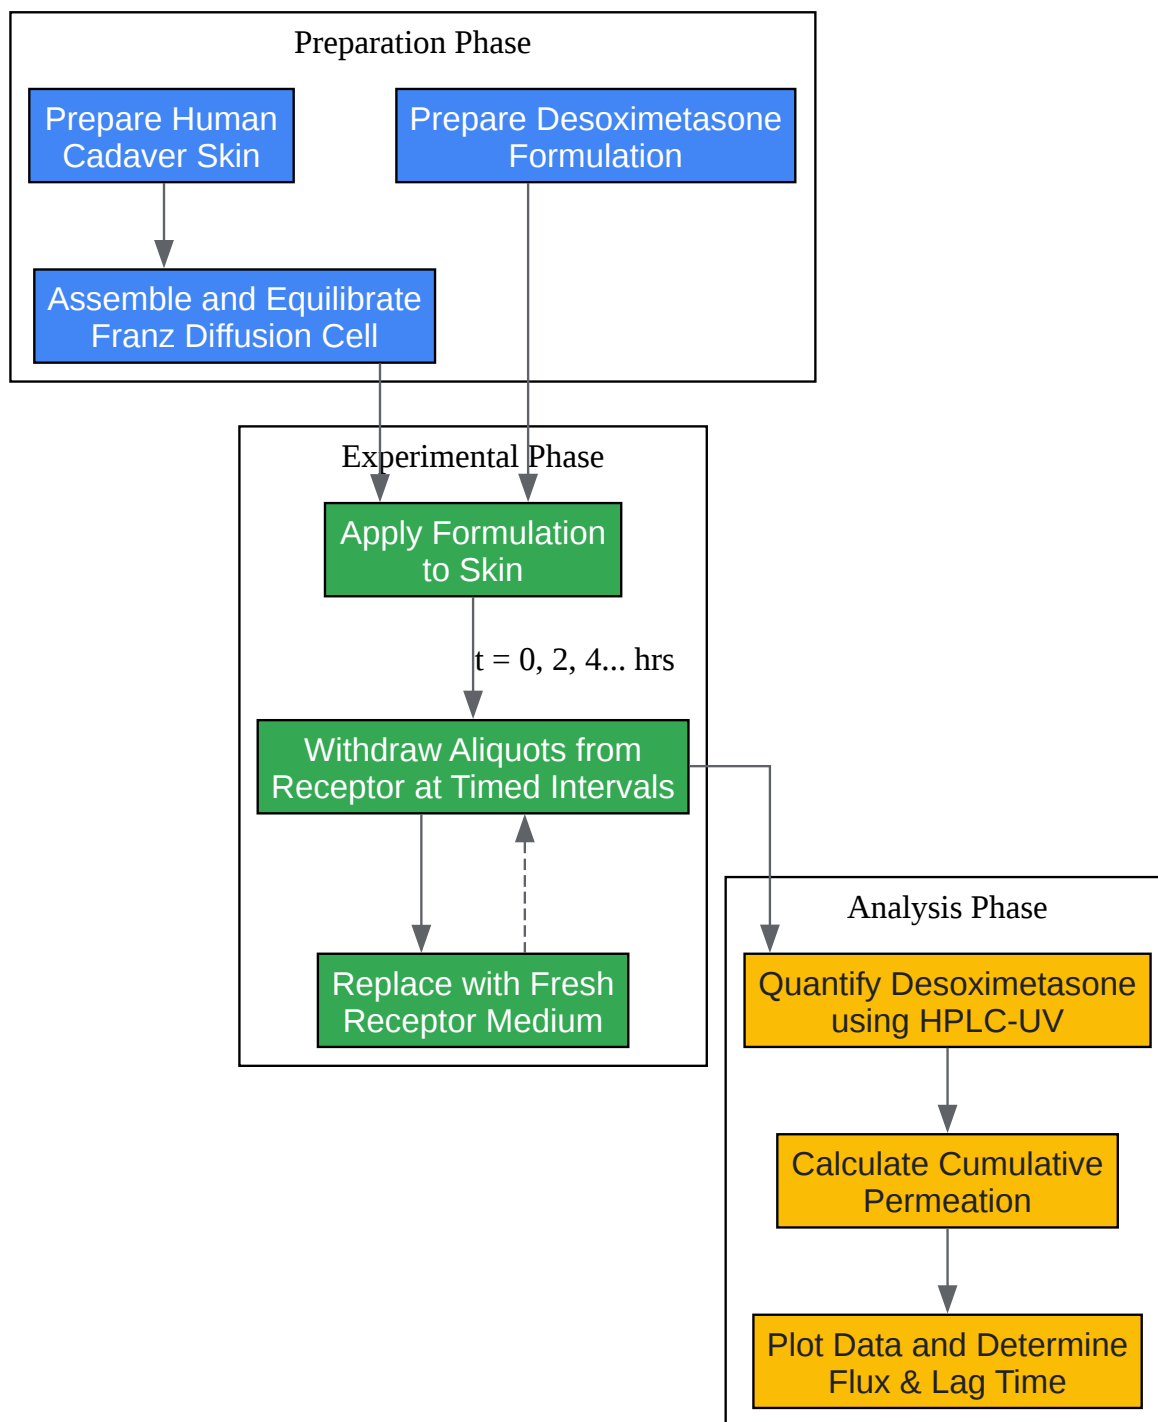 Preparation Phase
Prepare Human
Cadaver Skin
Prepare Desoximetasone
Formulation
Assemble and Equilibrate
Franz Diffusion Cell
Experimental Phase
Apply Formulation
to Skin
t = 0, 2, 4... hrs
Withdraw Aliquots from
Receptor at Timed Intervals
Replace with Fresh
Receptor Medium
Analysis Phase
Quantify Desoximetasone
using HPLC-UV
Calculate Cumulative
Permeation
Plot Data and Determine
Flux & Lag Time